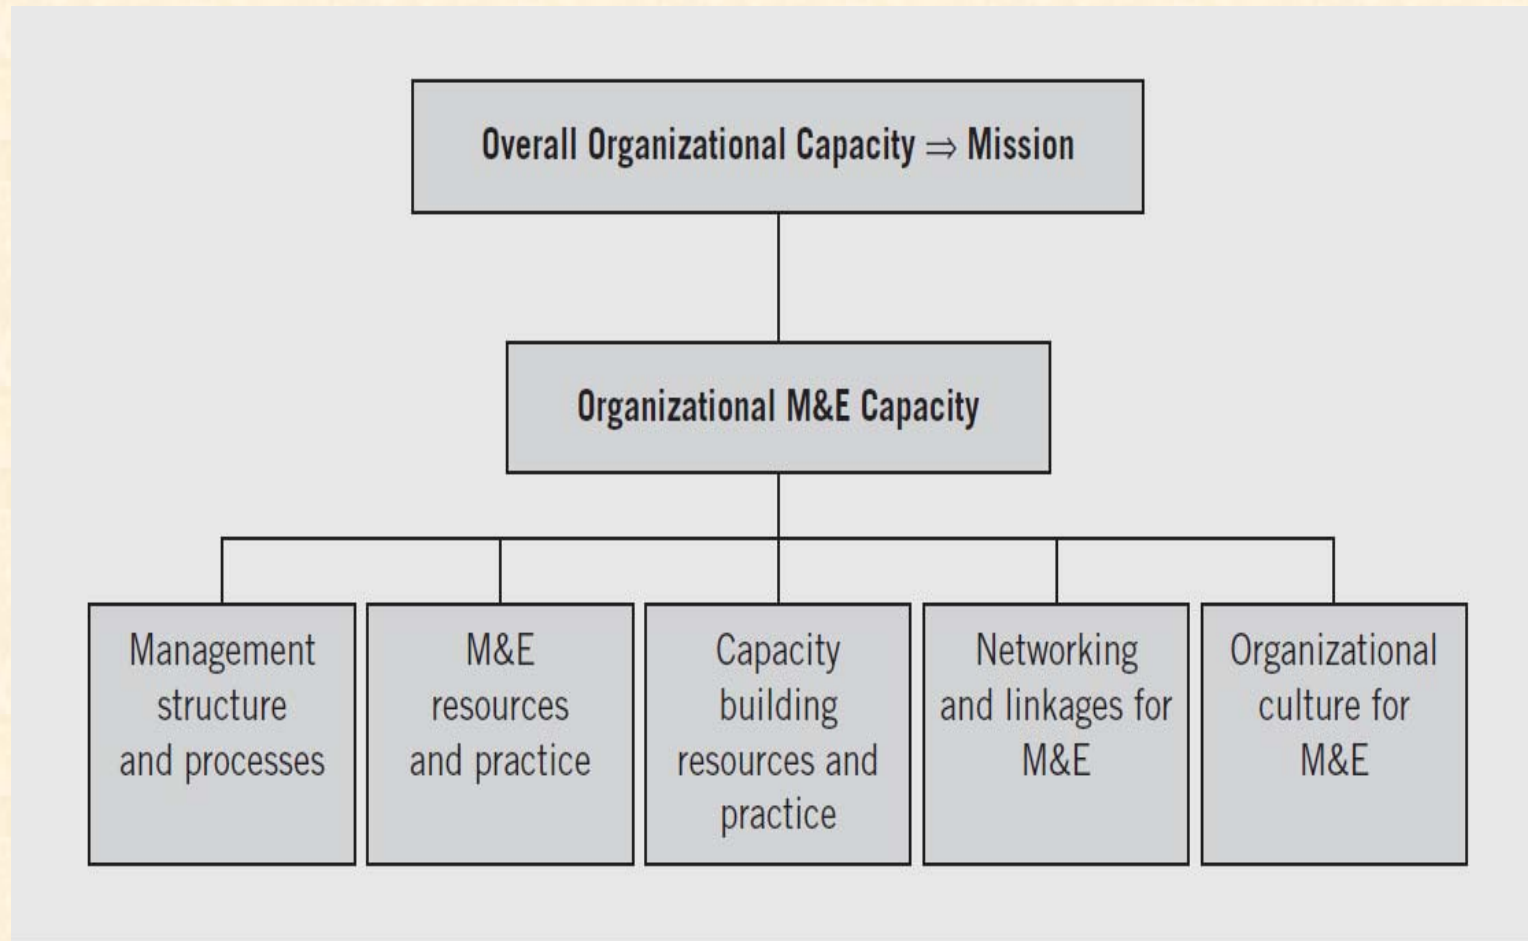 Overall Organizational Capacity ⇒ Mission
Organizational M&E Capacity
Management
structure
and processes
M&E
resources
and practice
Capacity
building
resources and
practice
Networking
and linkages for
M&E
Organizational
culture for
M&E